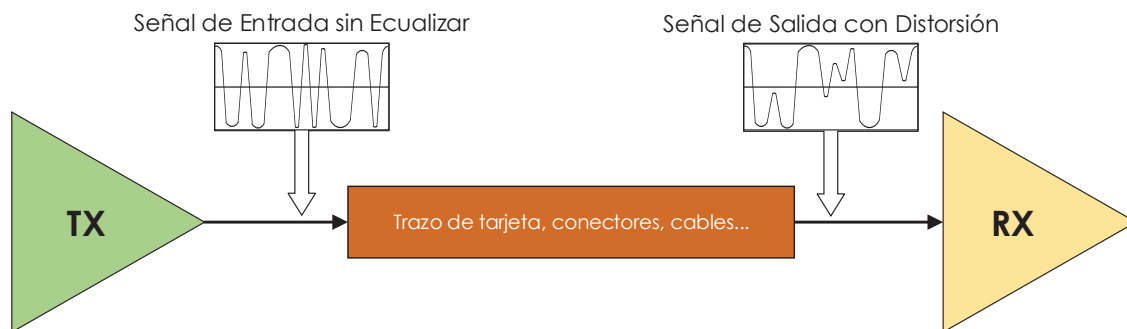 Señal de Entrada sin Ecualizar
Señal de Salida con Distorsión
TX
Trazo de tarjeta, conectores, cables...
RX